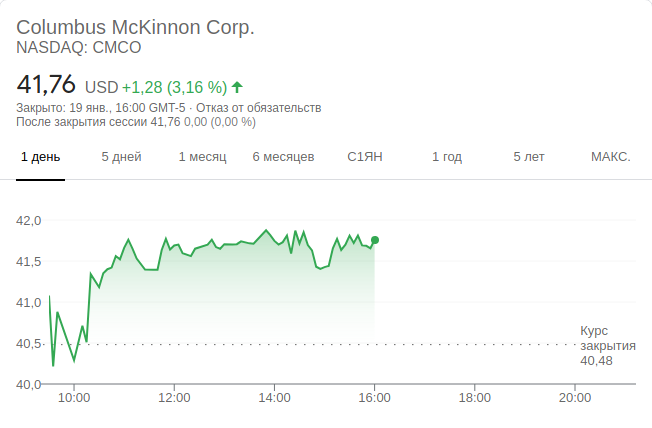 Columbus McKinnon Corp.
NASDAQ: CMCO
41,76 USD +1,28 (3,16 %)
Закрыто: 19 янв., 16:00 GMT-5 · Отказ от обязательств
После закрытия сессии 41,76 0,00 (0,00 %)
1 день 5 дней 1 месяц 6 месяцев С1ЯН 1 год 5 лет МАКС.
42,0
41,5
41,0
Курс
40,5 закрытия
40,48
40,0
10:00 12:00 14:00 16:00 18:00 20:00